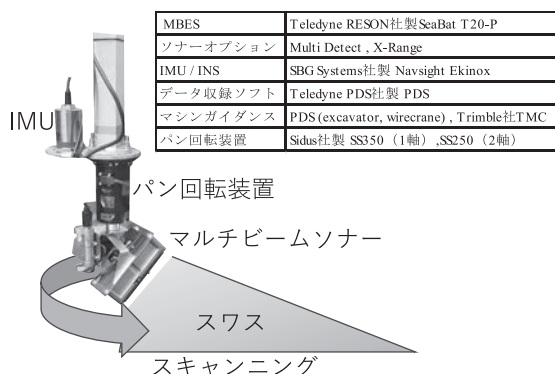 MBES Teledyne RESON社製SeaBat T20-P
ソナーオプション Multi Detect , X-Range
IMU / INS SBG Systems社製 Navsight Ekinox
データ収録ソフト Teledyne PDS社製 PDS
マシンガイダンス PDS (excavator, wirecrane) , Trimble社TMC
パン回転装置 Sidus社製 SS350（1軸）,SS250（2軸）
IMU
パン回転装置
マルチビームソナー
スワス
スキャンニング